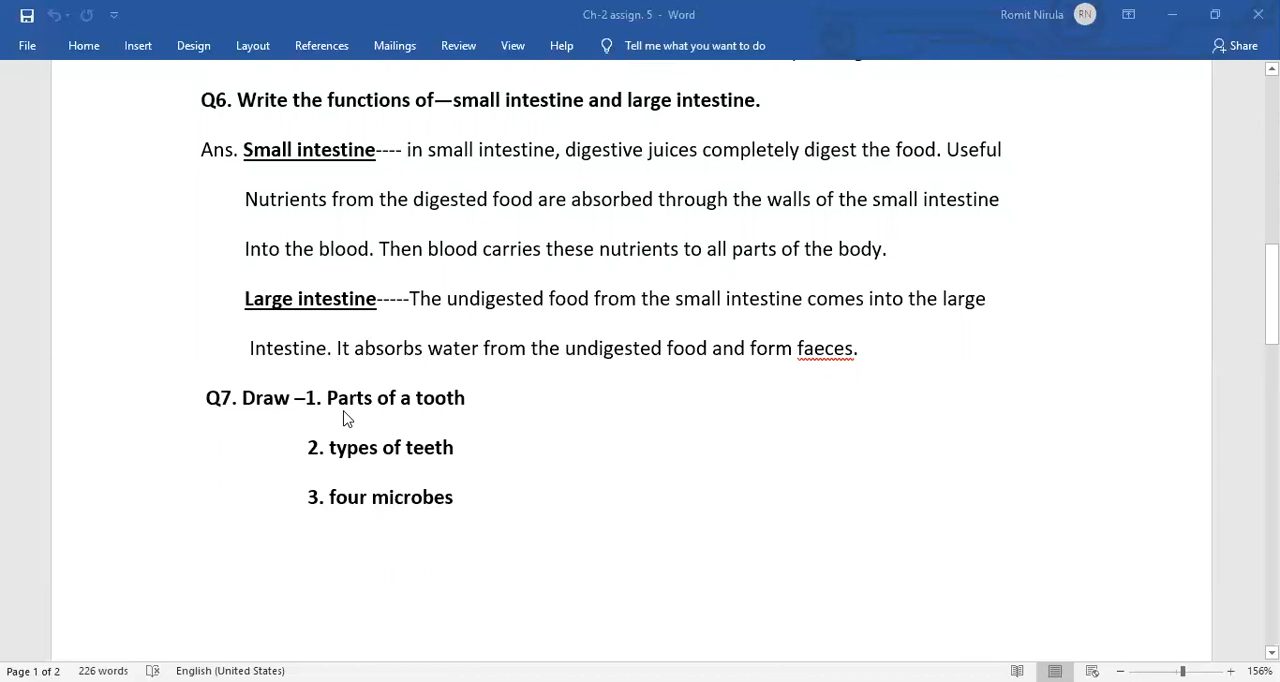 Ch-2 assign. 5 - Word
Romit Nirula RN
File Home Insert Design Layout References Mailings Review View Help Tell me what you want to do Share
Q6. Write the functions of—small intestine and large intestine.
Ans. Small intestine---- in small intestine, digestive juices completely digest the food. Useful
Nutrients from the digested food are absorbed through the walls of the small intestine
Into the blood. Then blood carries these nutrients to all parts of the body.
Large intestine-----The undigested food from the small intestine comes into the large
Intestine. It absorbs water from the undigested food and form faeces.
Q7. Draw –1. Parts of a tooth
2. types of teeth
3. four microbes
Page 1 of 2 226 words English (United States) 156%